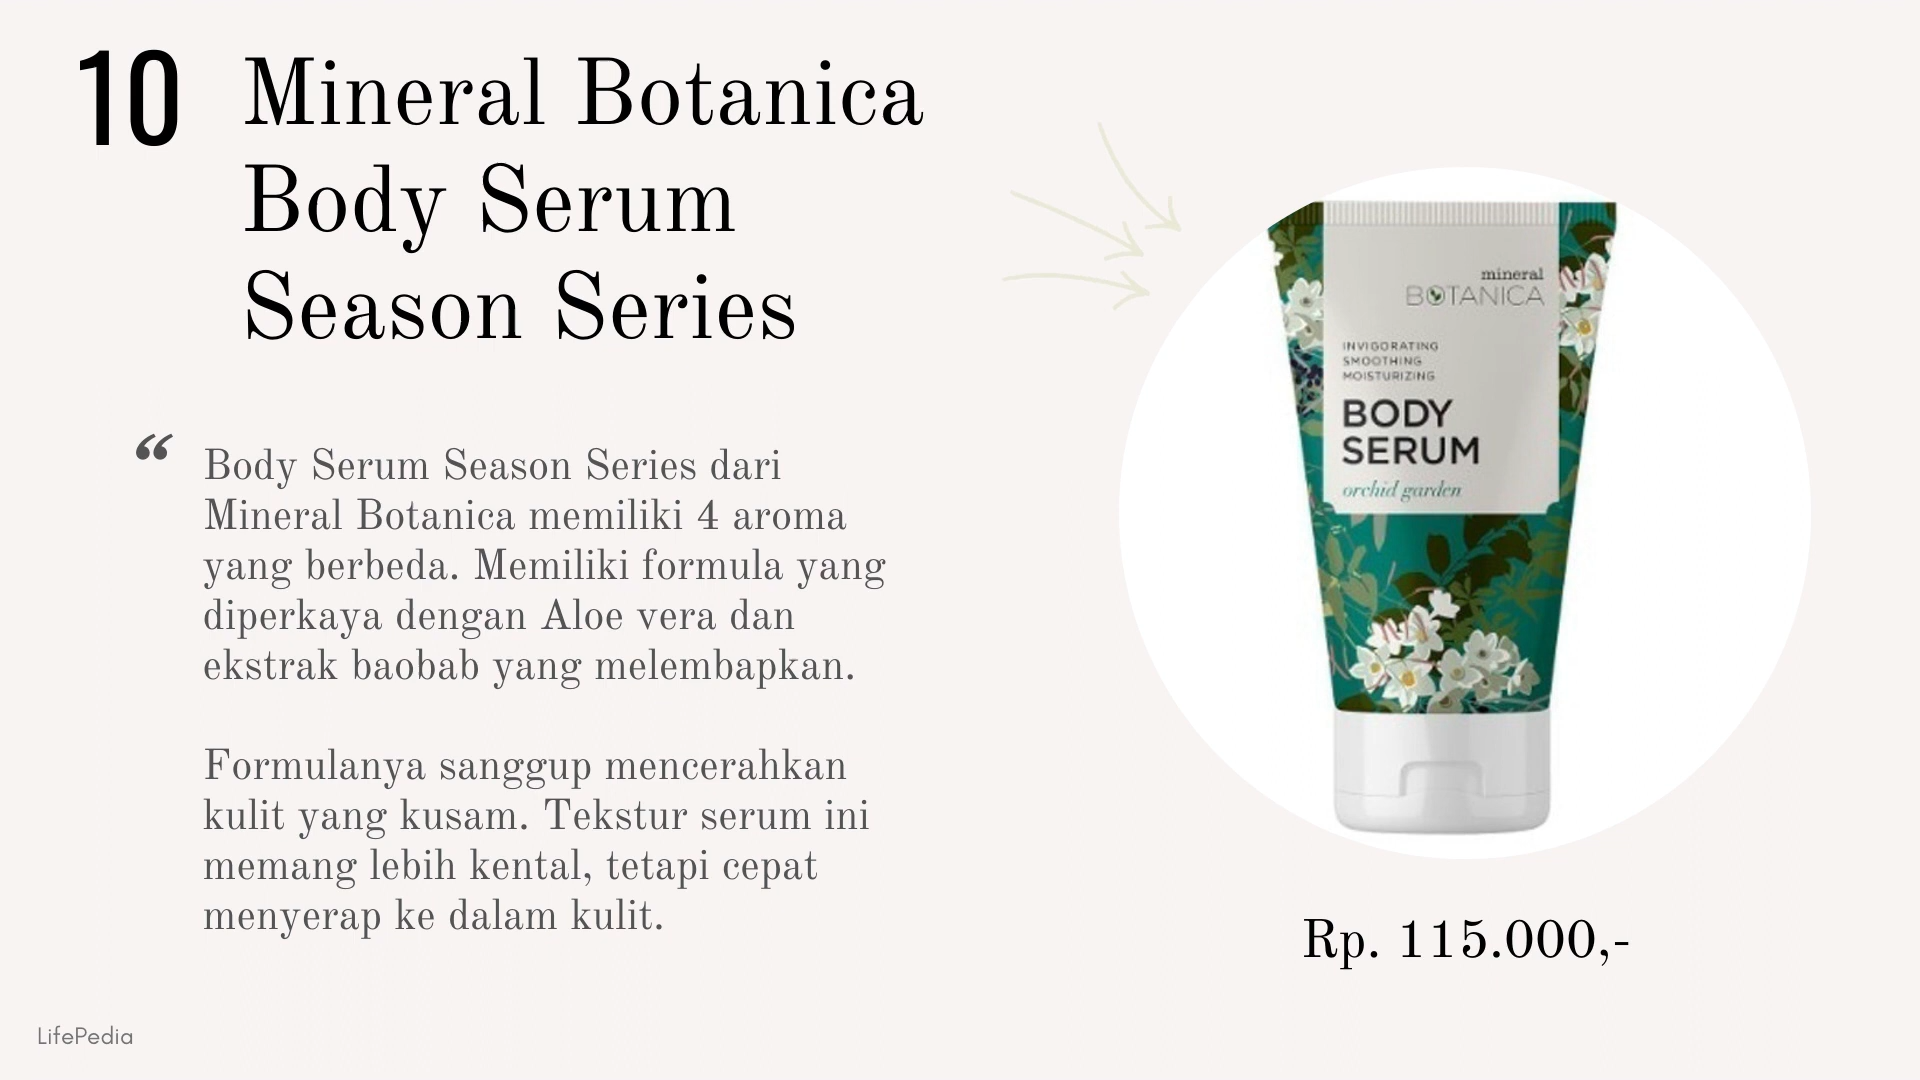 10
Mineral Botanica
Body Serum
Season Series
“
Body Serum Season Series dari
Mineral Botanica memiliki 4 aroma
yang berbeda. Memiliki formula yang
diperkaya dengan Aloe vera dan
ekstrak baobab yang melembapkan.
Formulanya sanggup mencerahkan
kulit yang kusam. Tekstur serum ini
memang lebih kental, tetapi cepat
menyerap ke dalam kulit.
mineral
BOTANICA
INVIGORATING
SMOOTHING
MOISTURIZING
BODY
SERUM
orchid garden
Rp. 115.000,-
LifePedia